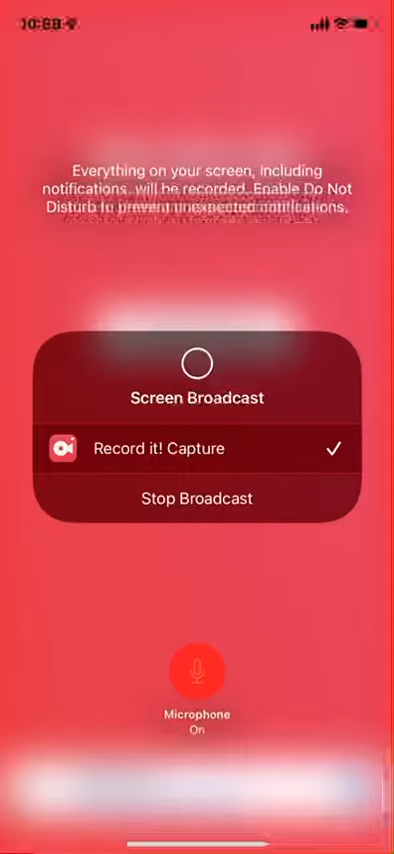 Everything on your screen, including
notifications, will be recorded. Enable Do Not
Disturb to prevent unexpected notifications.
Screen Broadcast
Record it! Capture
Stop Broadcast
Microphone
On